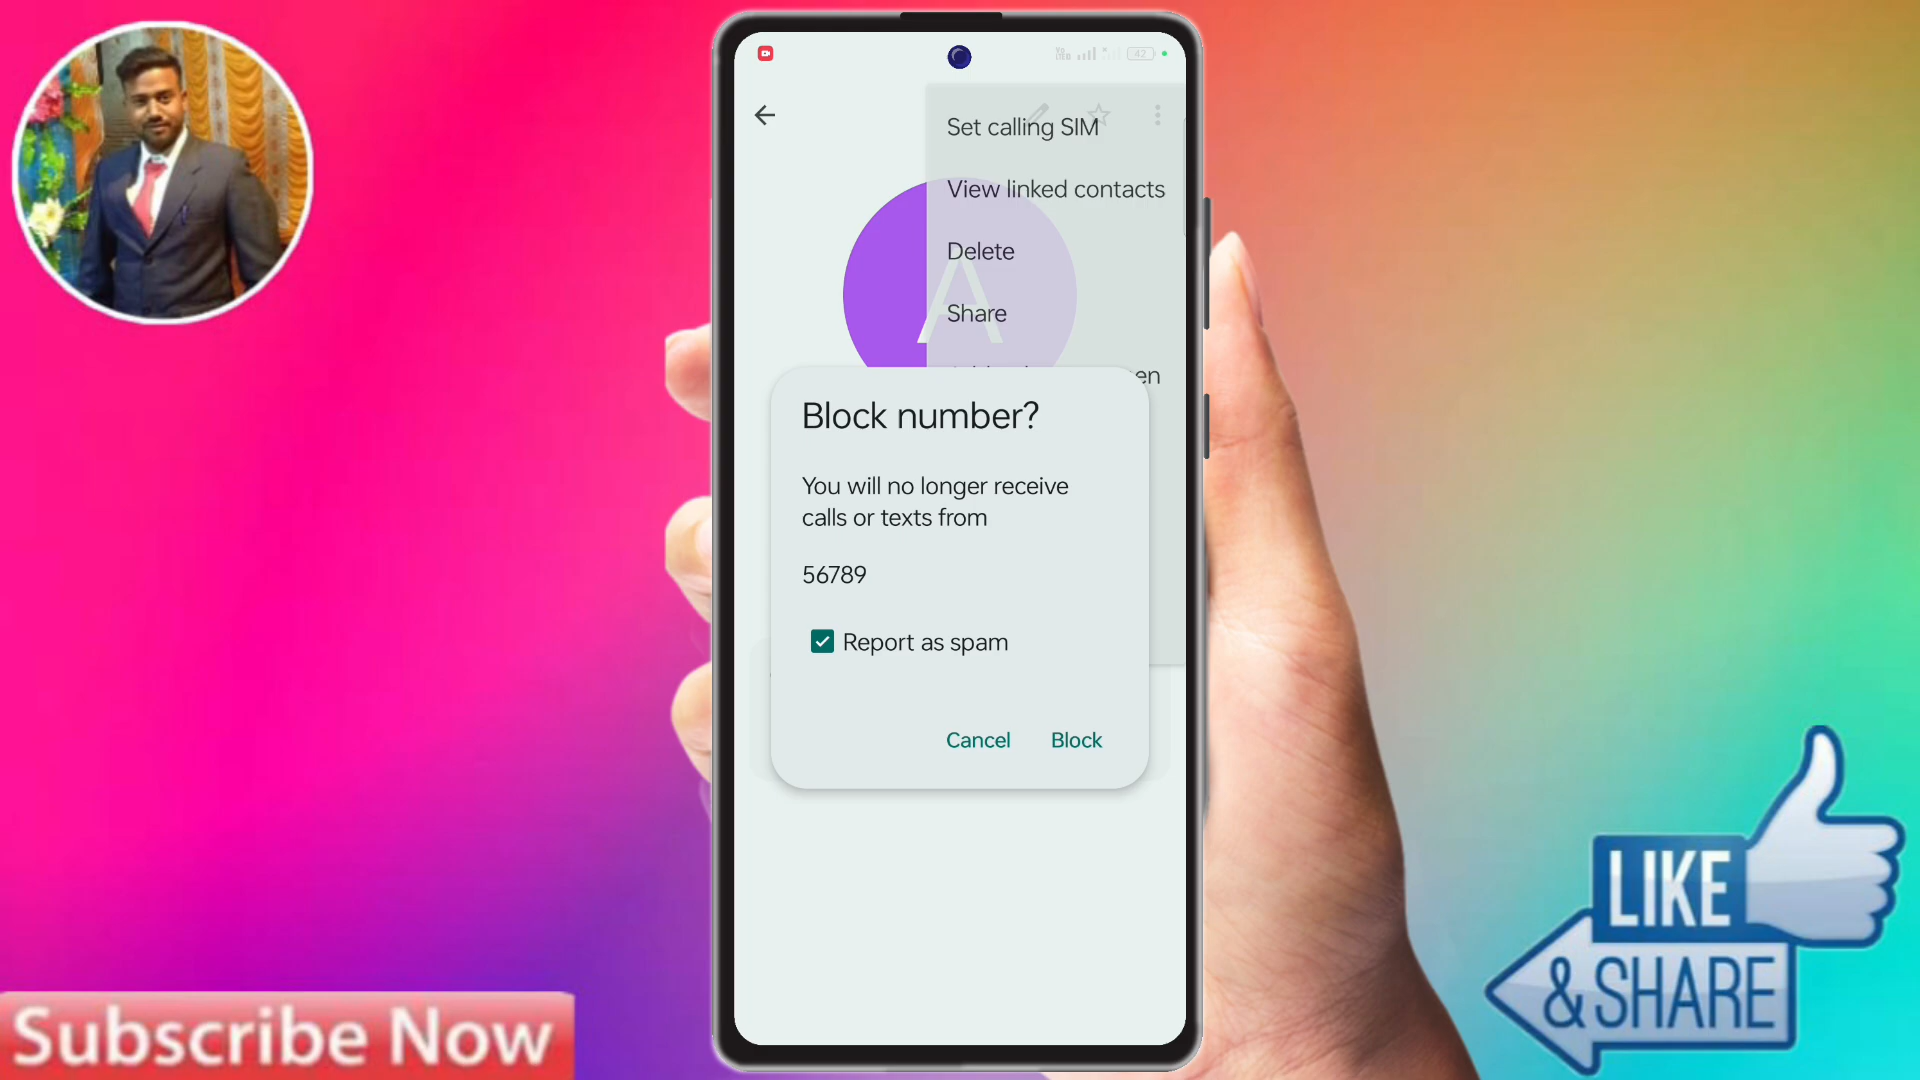 42
Set calling SIM
View linked contacts
Delete
Share
A
Block number?
You will no longer receive
calls or texts from
56789
Report as spam
Cancel Block
LIKE
& SHARE
Subscribe Now